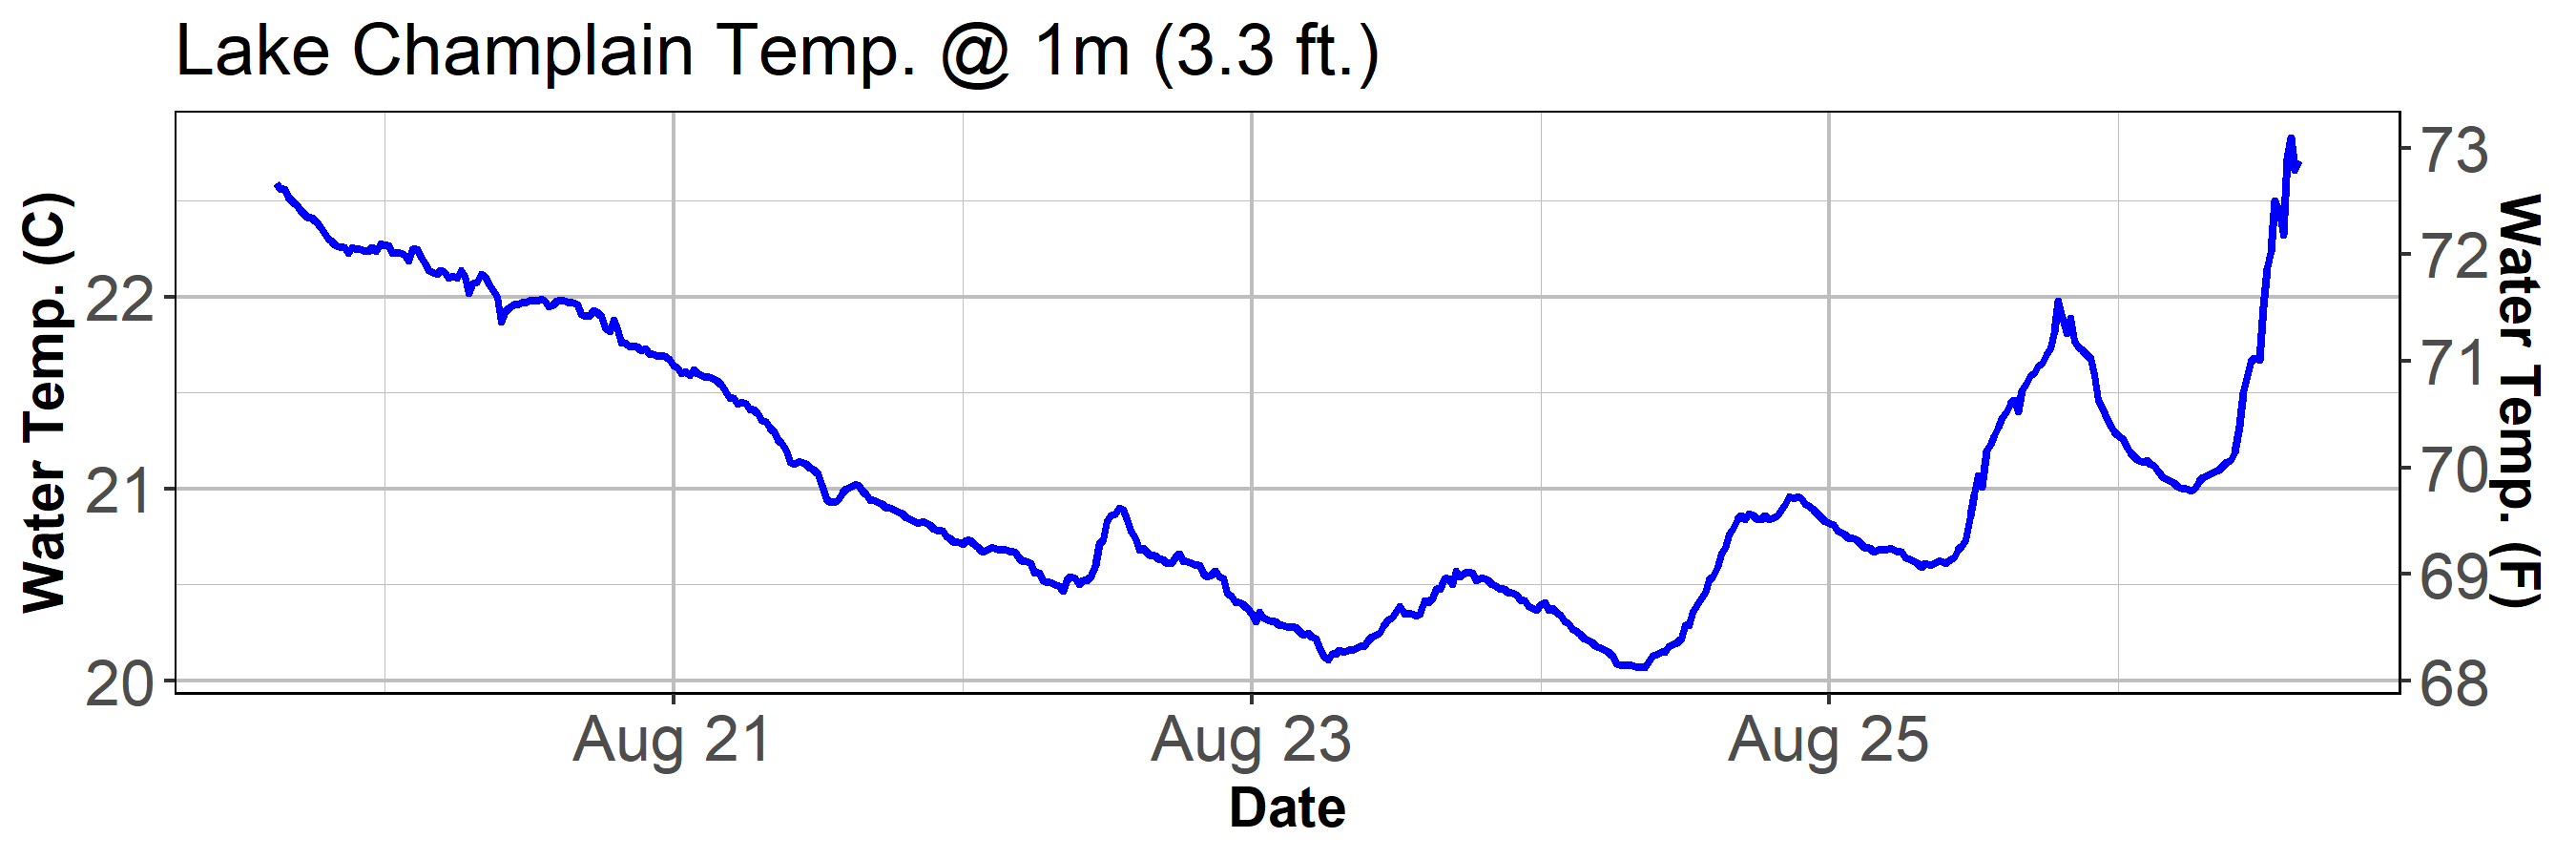 Lake Champlain Temp. @ 1m (3.3 ft.)
Water Temp. (C)
22
21
20
73
72
71
70
69
68
Water Temp. (F)
Aug 21 Aug 23 Aug 25
Date